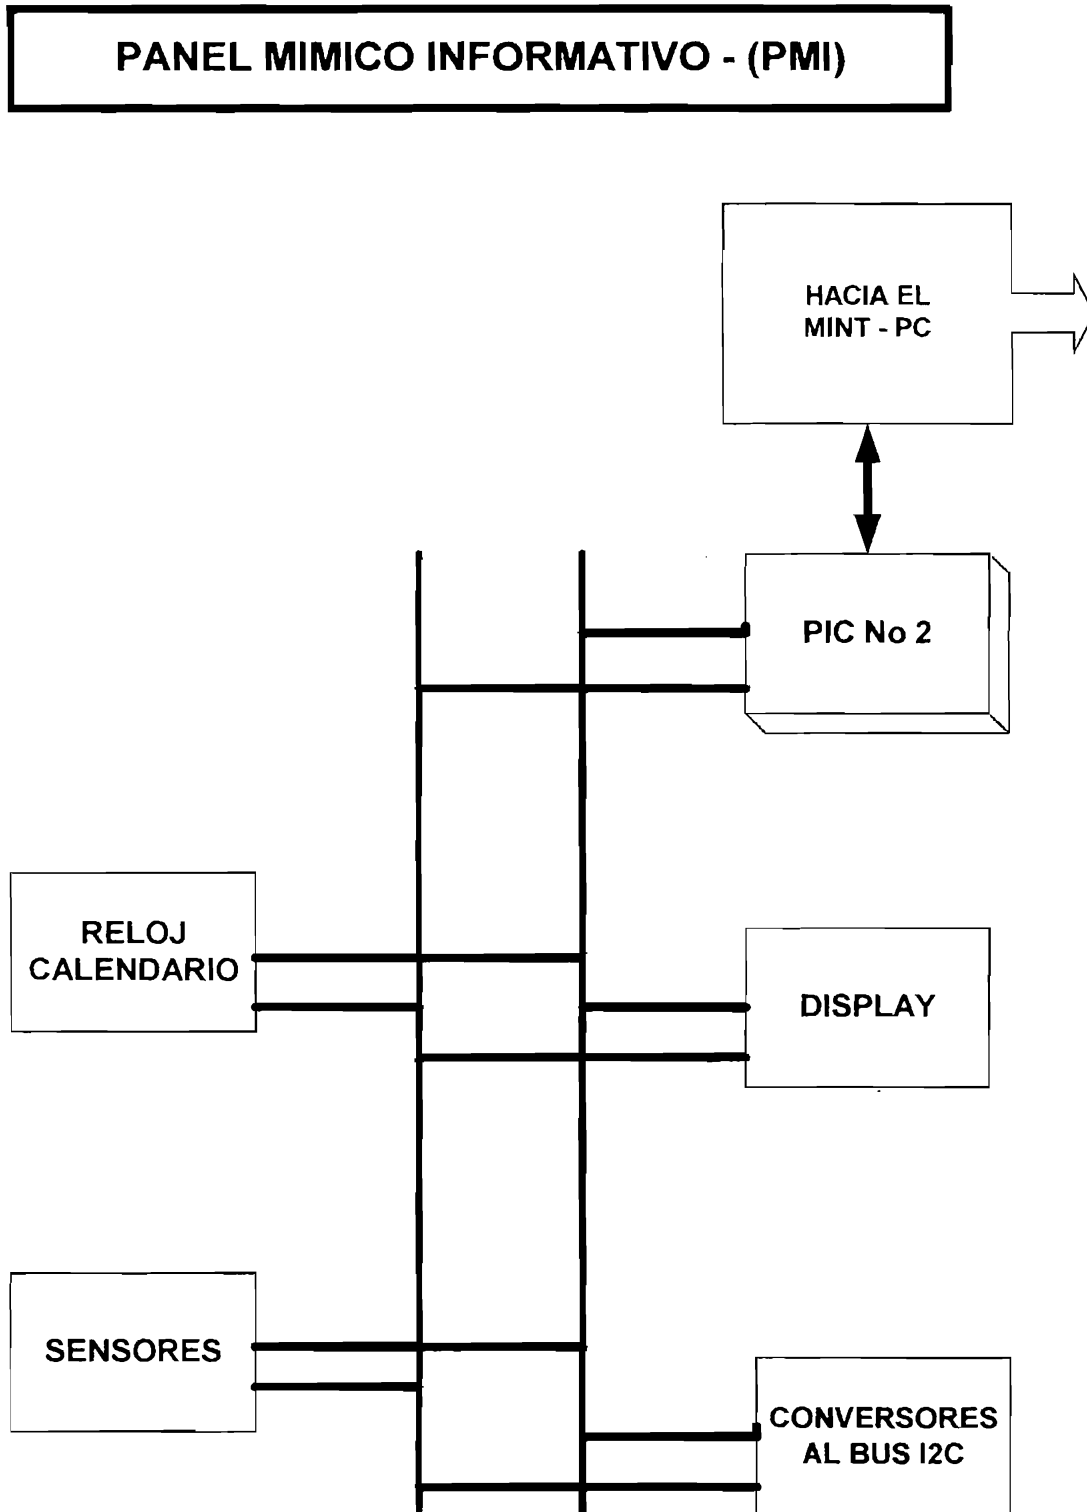 PANEL MIMICO INFORMATIVO - (PMI)
HACIA EL
MINT - PC
PIC No 2
RELOJ
CALENDARIO
DISPLAY
SENSORES
CONVERSORES
AL BUS I2C